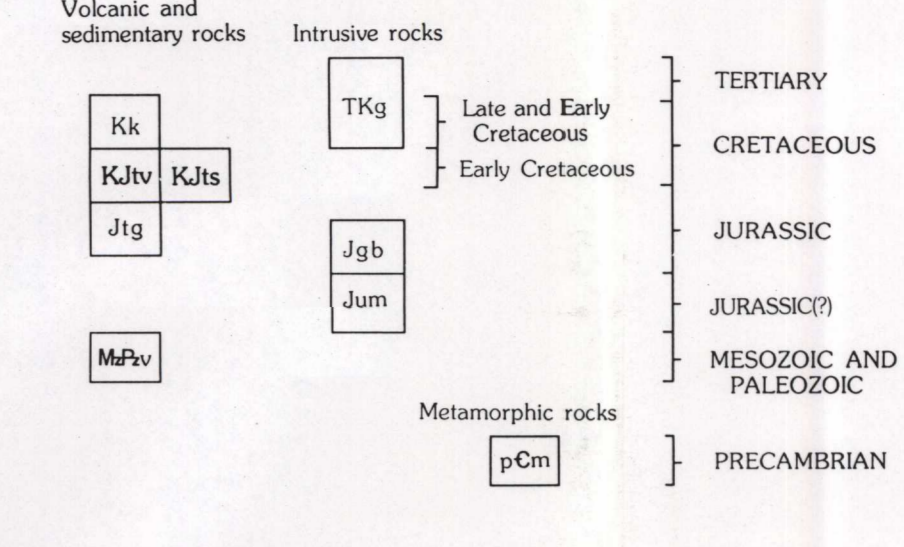 Volcanic and
sedimentary rocks
Intrusive rocks
TKg
Late and Early
Cretaceous
Early Cretaceous
TERTIARY
CRETACEOUS
Kk
KJtv KJts
Jtg
Jgb
Jum
JURASSIC
JURASSIC(?)
MzPzv
MESOZOIC AND
PALEOZOIC
Metamorphic rocks
p€m
PRECAMBRIAN